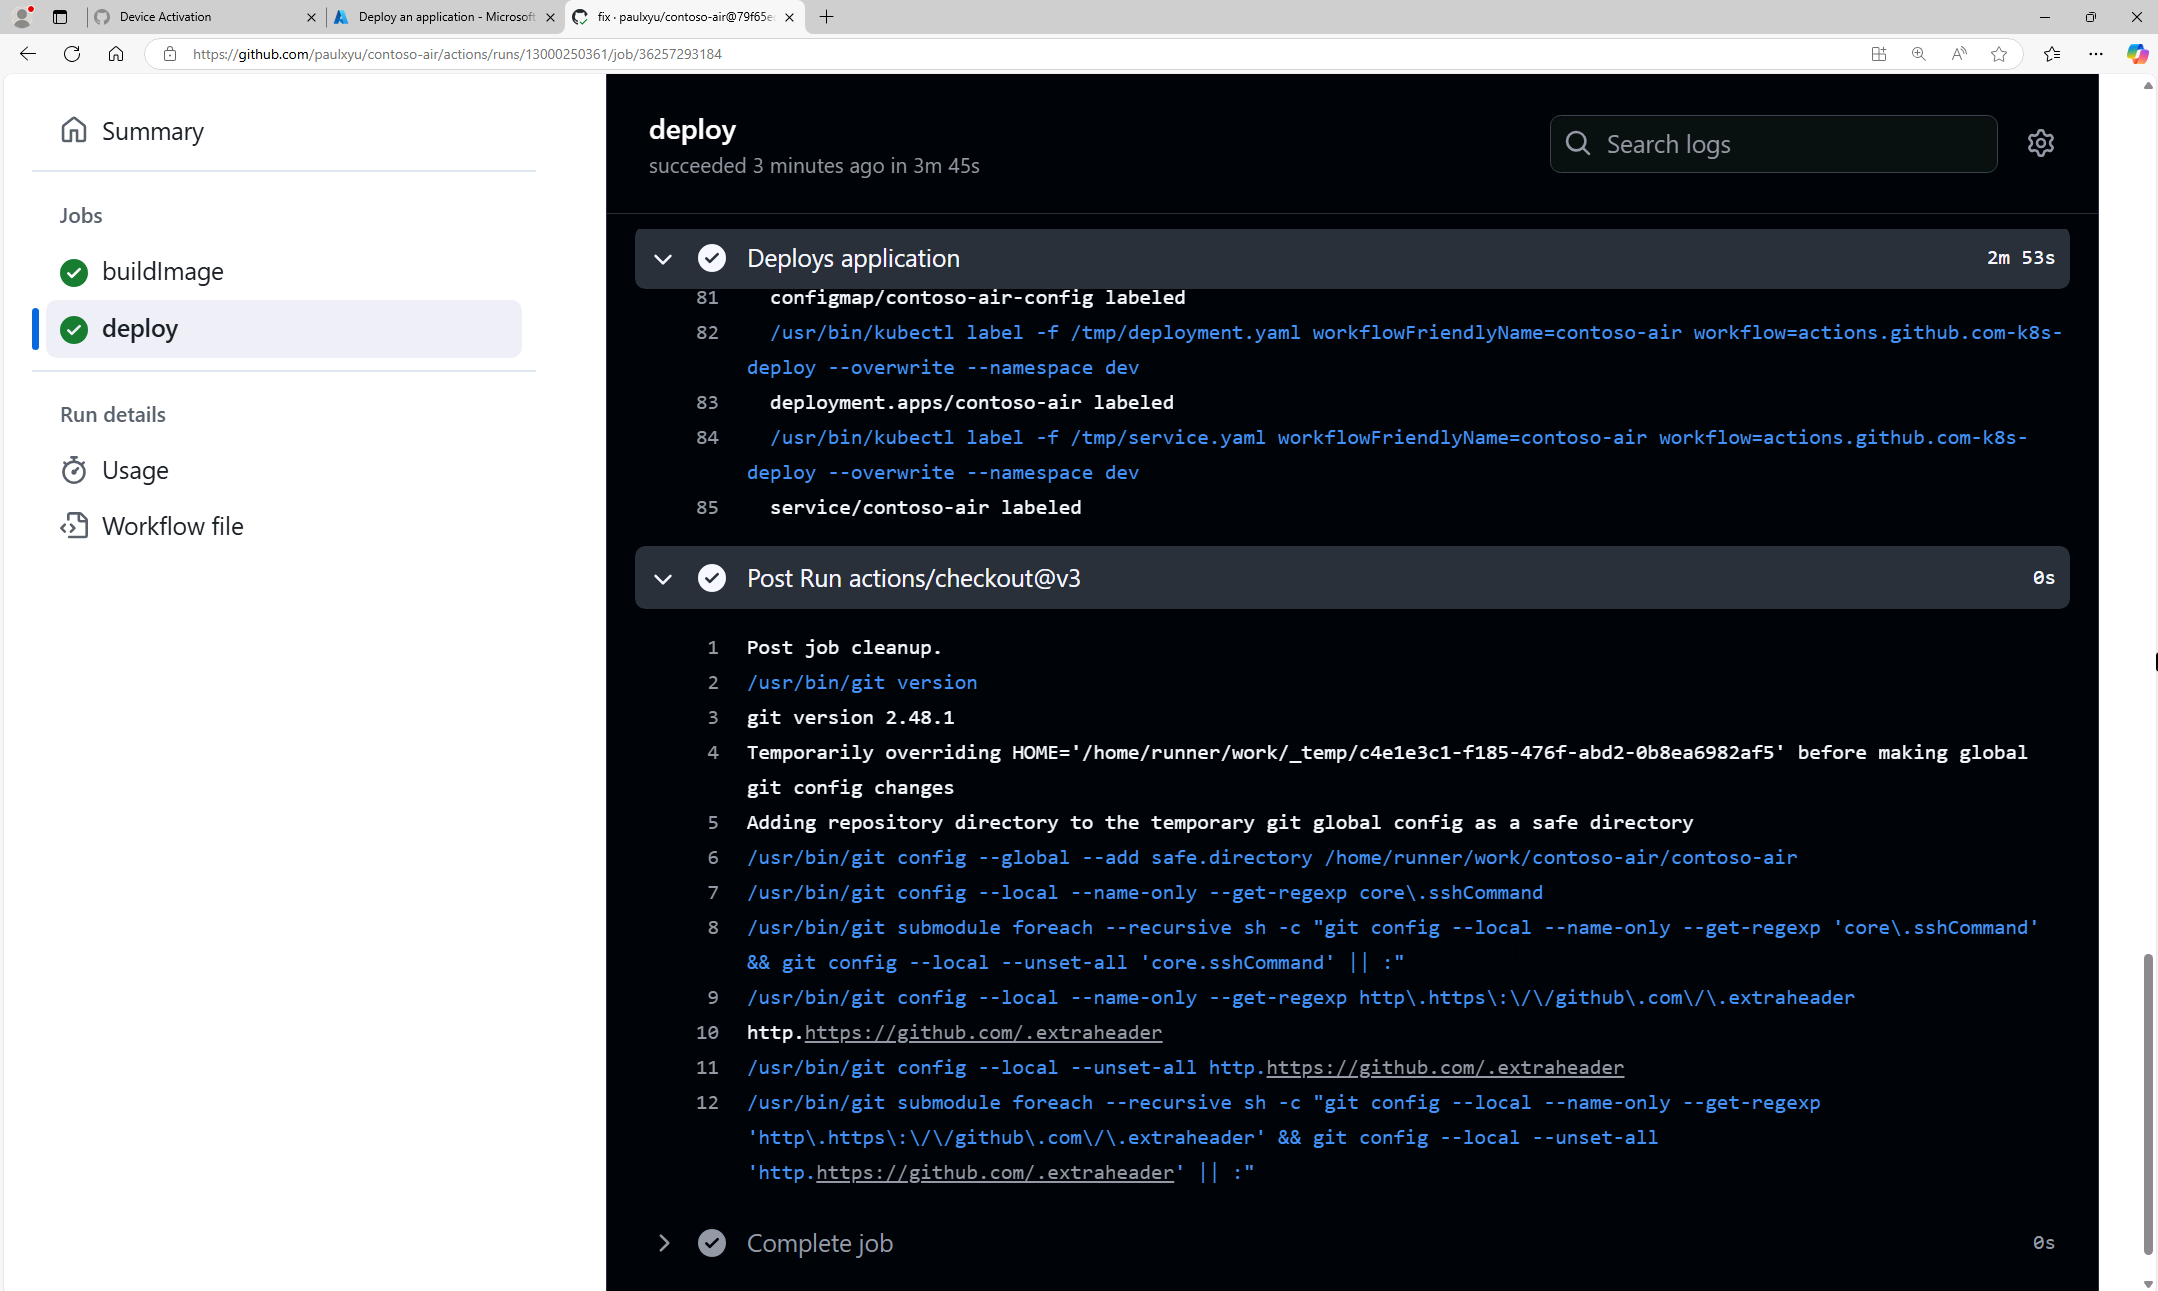 Device Activation
Deploy an application - Microsoft
fix · paulxyu/contoso-air@79f65e
https://github.com/paulxyu/contoso-air/actions/runs/13000250361/job/36257293184
Summary
Jobs
buildImage
deploy
Run details
Usage
Workflow file
deploy
succeeded 3 minutes ago in 3m 45s
Search logs
Deploys application 2m 53s
81 configmap/contoso-air-config labeled
82 /usr/bin/kubectl label -f /tmp/deployment.yaml workflowFriendlyName=contoso-air workflow=actions.github.com-k8s-
deploy --overwrite --namespace dev
83 deployment.apps/contoso-air labeled
84 /usr/bin/kubectl label -f /tmp/service.yaml workflowFriendlyName=contoso-air workflow=actions.github.com-k8s-
deploy --overwrite --namespace dev
85 service/contoso-air labeled
Post Run actions/checkout@v3 0s
1 Post job cleanup.
2 /usr/bin/git version
3 git version 2.48.1
4 Temporarily overriding HOME='/home/runner/work/_temp/c4e1e3c1-f185-476f-abd2-0b8ea6982af5' before making global
git config changes
5 Adding repository directory to the temporary git global config as a safe directory
6 /usr/bin/git config --global --add safe.directory /home/runner/work/contoso-air/contoso-air
7 /usr/bin/git config --local --name-only --get-regexp core\.sshCommand
8 /usr/bin/git submodule foreach --recursive sh -c "git config --local --name-only --get-regexp 'core\.sshCommand'
&& git config --local --unset-all 'core.sshCommand' || :"
9 /usr/bin/git config --local --name-only --get-regexp http\.https\:\/\/github\.com\/\.extraheader
10 http.https://github.com/.extraheader
11 /usr/bin/git config --local --unset-all http.https://github.com/.extraheader
12 /usr/bin/git submodule foreach --recursive sh -c "git config --local --name-only --get-regexp
'http\.https\:\/\/github\.com\/\.extraheader' && git config --local --unset-all
'http.https://github.com/.extraheader' || :"
Complete job 0s